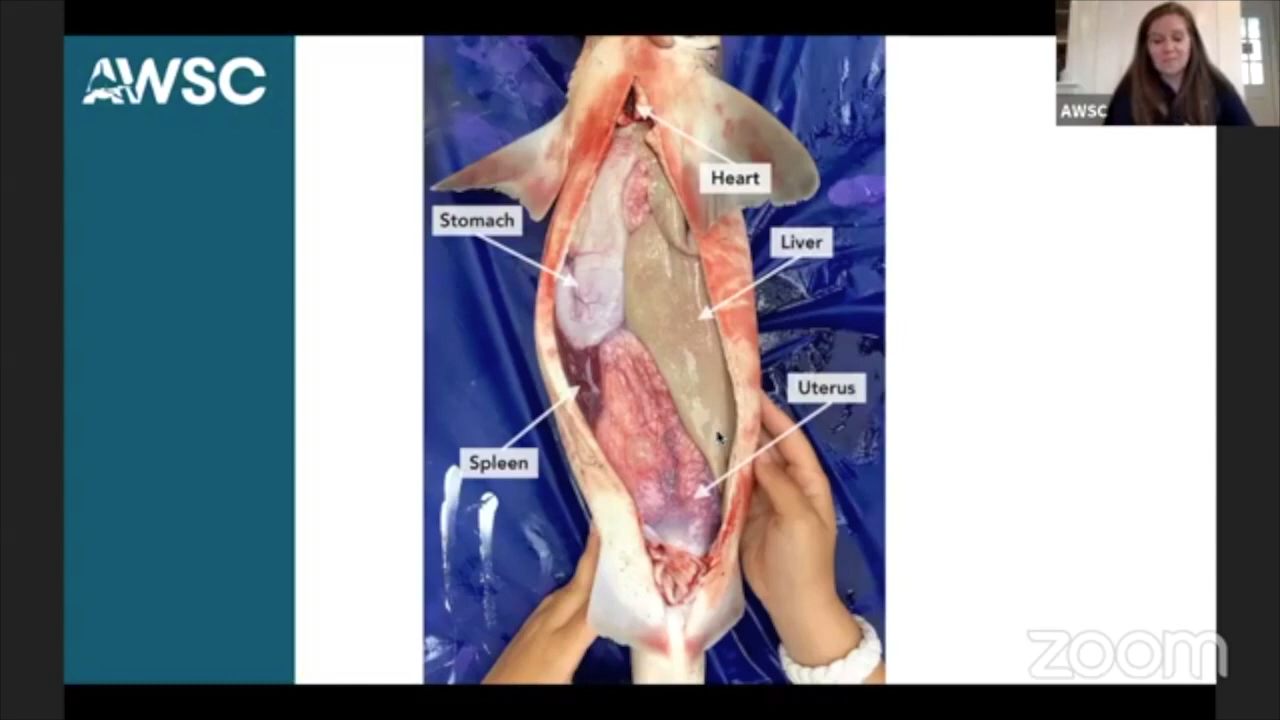 AWSC
AWSC
Heart
Stomach
Liver
Uterus
Spleen
zoom